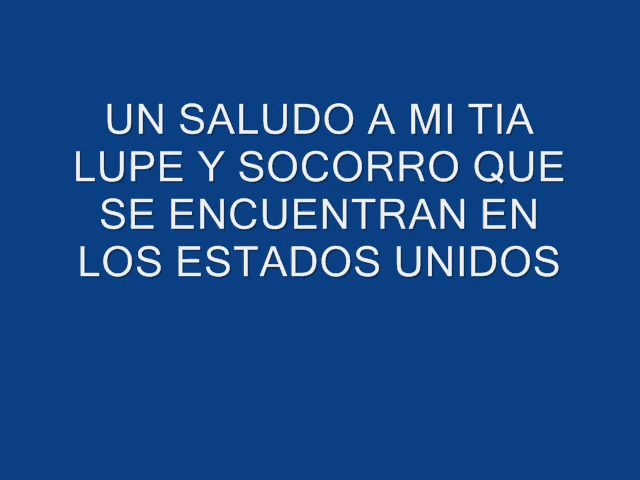 UN SALUDO A MI TIA
LUPE Y SOCORRO QUE
SE ENCUENTRAN EN
LOS ESTADOS UNIDOS